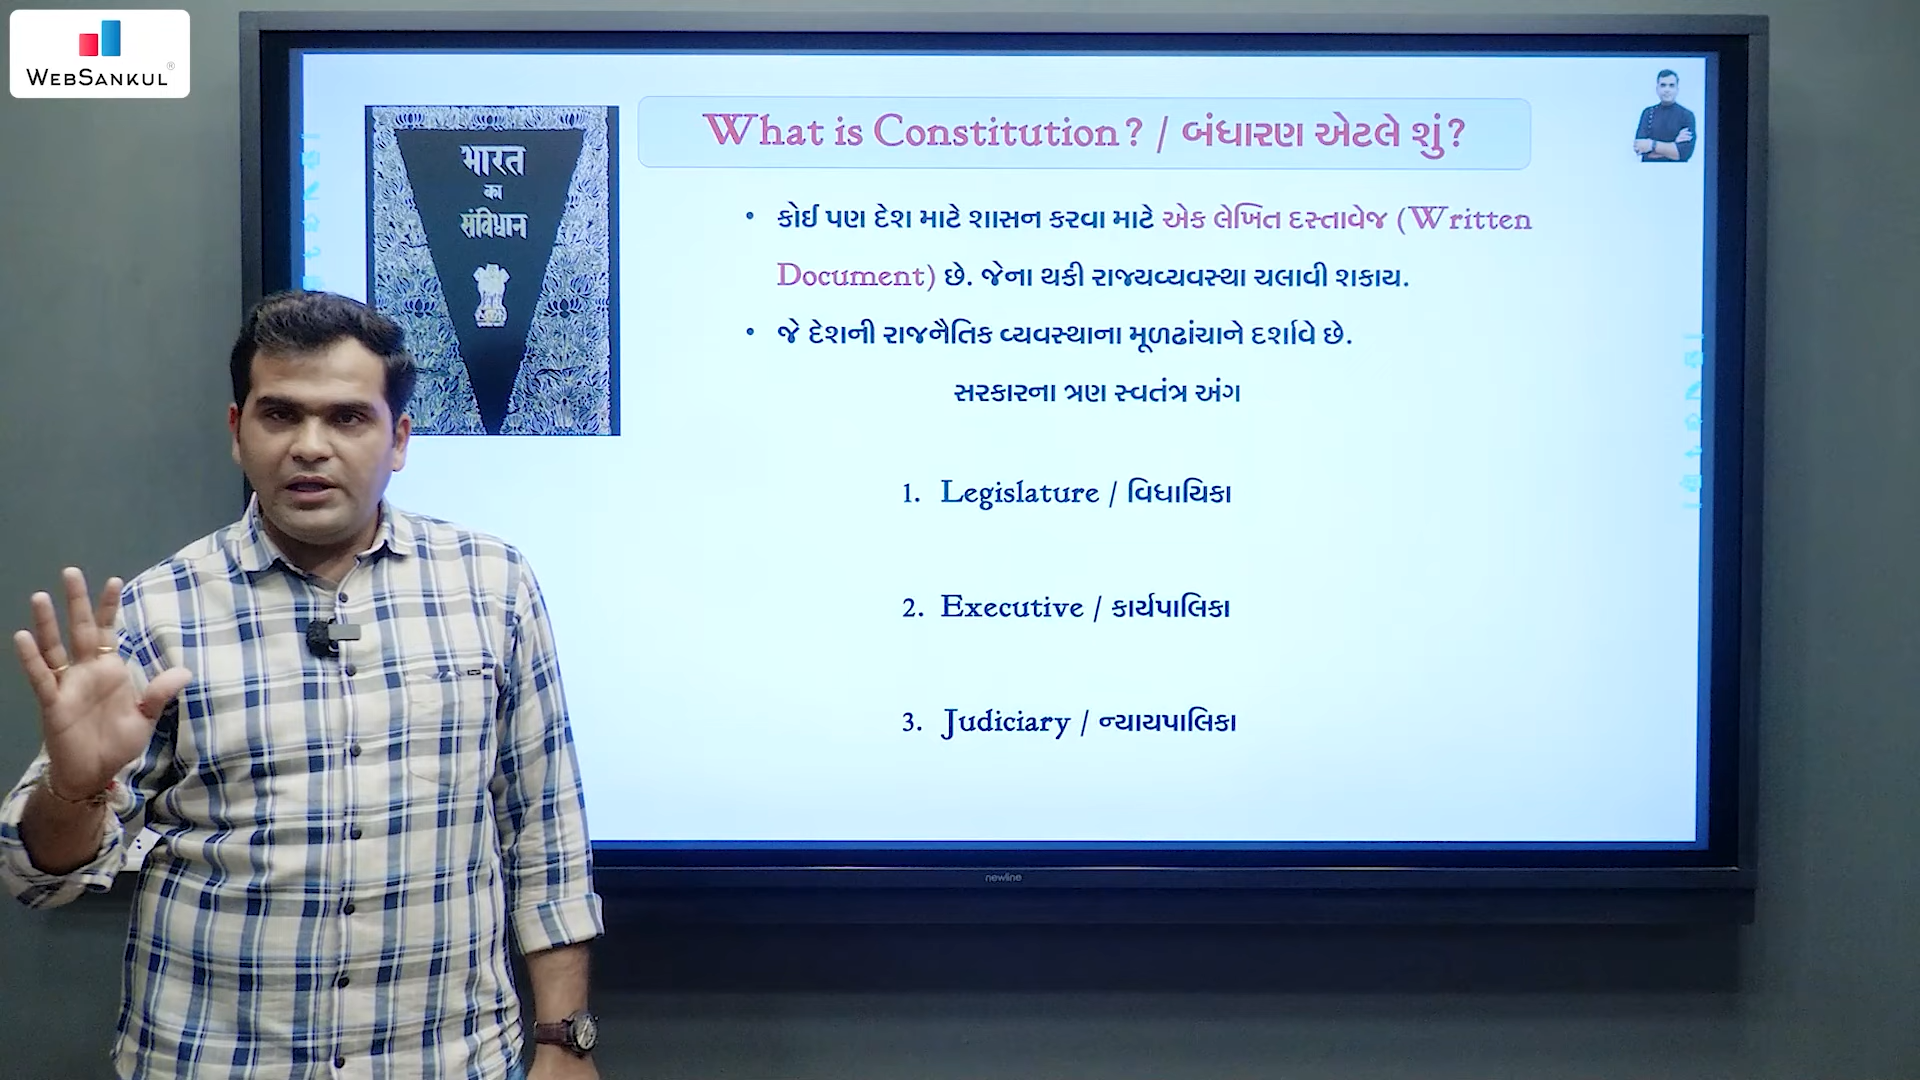 WEBSANKUL
What is Constitution? / બંધારણ એટલે શું?
भारत
का
संविधान
• કોઈ પણ દેશ માટે શાસન કરવા માટે એક લેખિત દસ્તાવેજ (Written
Document) છે. જેના થકી રાજ્યવ્યવસ્થા ચલાવી શકાય.
• જે દેશની રાજનૈતિક વ્યવસ્થાના મૂળઢાંચાને દર્શાવે છે.
સરકારના ત્રણ સ્વતંત્ર અંગ
1. Legislature / વિધાયિકા
2. Executive / કાર્યપાલિકા
3. Judiciary / ન્યાયપાલિકા
newline